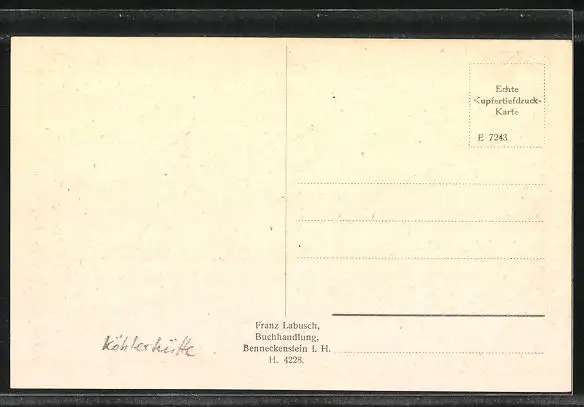 Echte
Kupfertiefdruck-
Karte
E 7243
Franz Labusch,
Buchhandlung,
Benneckenstein i. H.
H. 4228.
Köhlerhütte